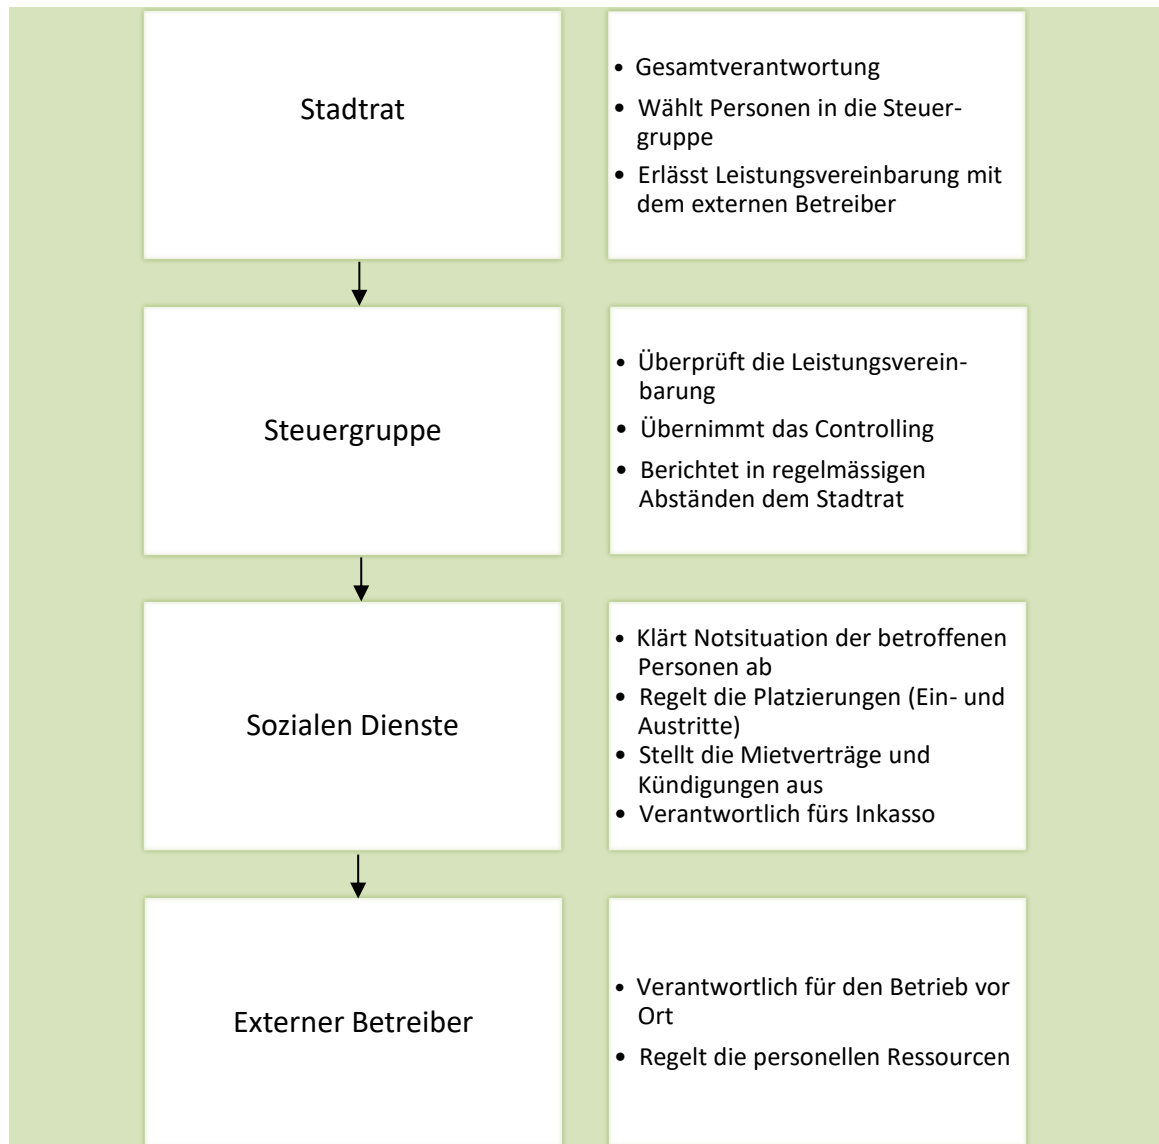 Stadtrat
• Gesamtverantwortung
• Wählt Personen in die Steuer-
gruppe
• Erlässt Leistungsvereinbarung mit
dem externen Betreiber
Steuergruppe
• Überprüft die Leistungsverein-
barung
• Übernimmt das Controlling
• Berichtet in regelmässigen
Abständen dem Stadtrat
Sozialen Dienste
• Klärt Notsituation der betroffenen
Personen ab
• Regelt die Platzierungen (Ein- und
Austritte)
• Stellt die Mietverträge und
Kündigungen aus
• Verantwortlich fürs Inkasso
Externer Betreiber
• Verantwortlich für den Betrieb vor
Ort
• Regelt die personellen Ressourcen